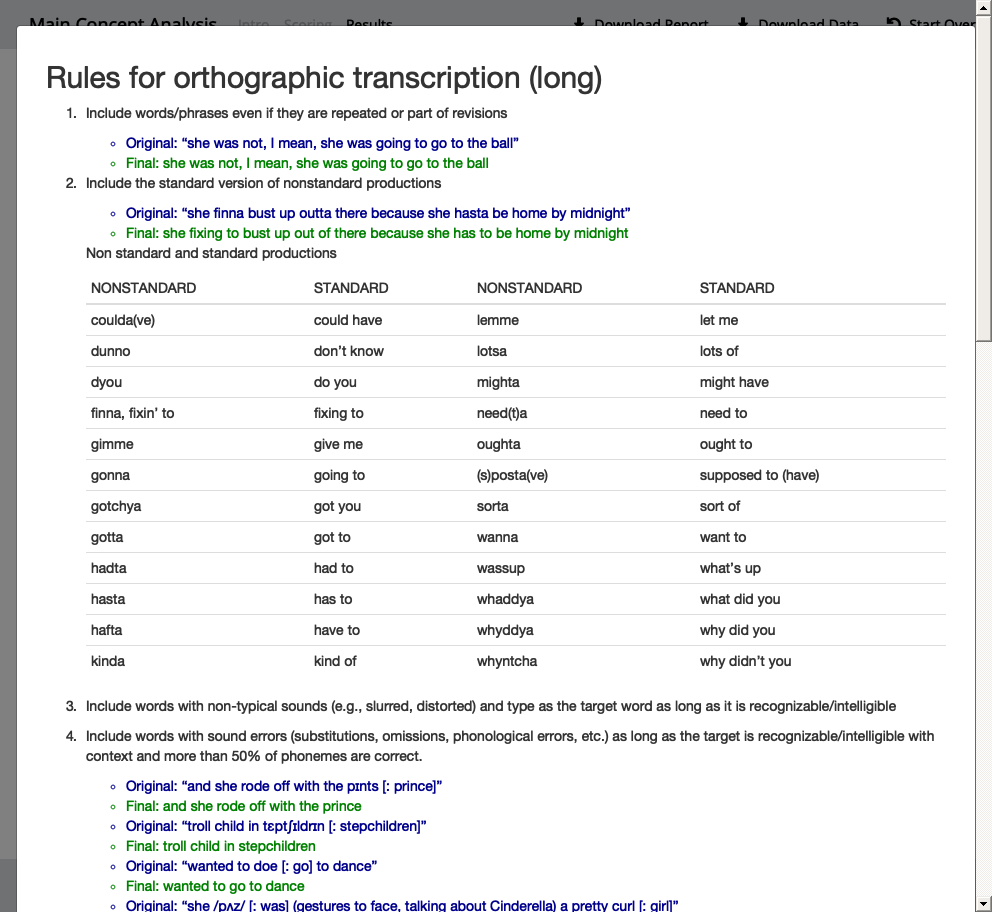 Main Concept Analysis Intro Scoring Results Download Report Download Data Start Over
Rules for orthographic transcription (long)
1. Include words/phrases even if they are repeated or part of revisions
Original: “she was not, I mean, she was going to go to the ball”
Final: she was not, I mean, she was going to go to the ball
2. Include the standard version of nonstandard productions
Original: “she finna bust up outta there because she hasta be home by midnight”
Final: she fixing to bust up out of there because she has to be home by midnight
Non standard and standard productions
NONSTANDARD STANDARD NONSTANDARD STANDARD
coulda(ve) could have lemme let me
dunno don’t know lotsa lots of
dyou do you mighta might have
finna, fixin’ to fixing to need(t)a need to
gimme give me oughta ought to
gonna going to (s)posta(ve) supposed to (have)
gotchya got you sorta sort of
gotta got to wanna want to
hadta had to wassup what’s up
hasta has to whaddya what did you
hafta have to whyddya why did you
kinda kind of whyntcha why didn’t you
3. Include words with non-typical sounds (e.g., slurred, distorted) and type as the target word as long as it is recognizable/intelligible
4. Include words with sound errors (substitutions, omissions, phonological errors, etc.) as long as the target is recognizable/intelligible with
context and more than 50% of phonemes are correct.
Original: “and she rode off with the pɪnts [: prince]”
Final: and she rode off with the prince
Original: “troll child in tɛptʃɪldrɪn [: stepchildren]”
Final: troll child in stepchildren
Original: “wanted to doe [: go] to dance”
Final: wanted to go to dance
Original: “she /pʌz/ [: was] (gestures to face, talking about Cinderella) a pretty curl [: girl]”